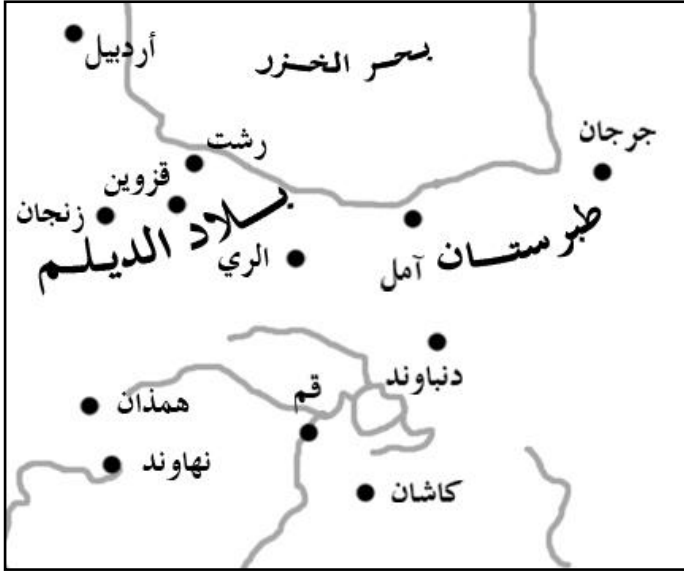 أردبيل
بحر الخزر
جرجان
رشت
قزوين
زنجان
بلاد الديلم
طبرستان
الري
آمل
دنباوند
قم
همذان
نهاوند
كاشان